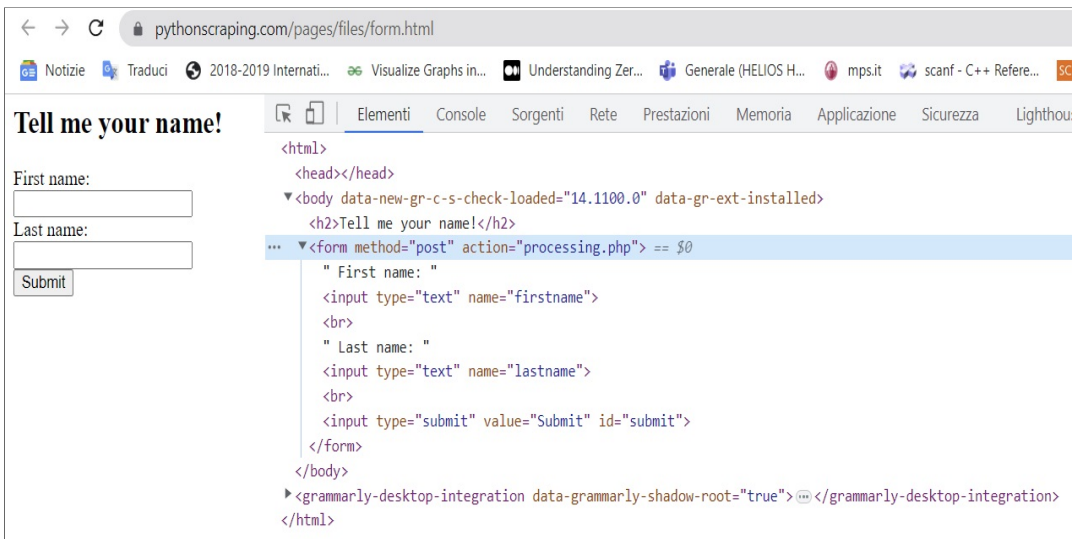 pythonscraping.com/pages/files/form.html
Notizie Traduci 2018-2019 Internati... Visualize Graphs in... Understanding Zer... Generale (HELIOS H... mps.it scanf - C++ Refere... SC
Tell me your name!
First name:
Last name:
Submit
Elementi Console Sorgenti Rete Prestazioni Memoria Applicazione Sicurezza Lighthou
<html>
<head></head>
▼<body data-new-gr-c-s-check-loaded="14.1100.0" data-gr-ext-installed>
<h2>Tell me your name!</h2>
... ▼<form method="post" action="processing.php"> == $0
" First name: "
<input type="text" name="firstname">
<br>
" Last name: "
<input type="text" name="lastname">
<br>
<input type="submit" value="Submit" id="submit">
</form>
</body>
▶<grammarly-desktop-integration data-grammarly-shadow-root="true">...</grammarly-desktop-integration>
</html>